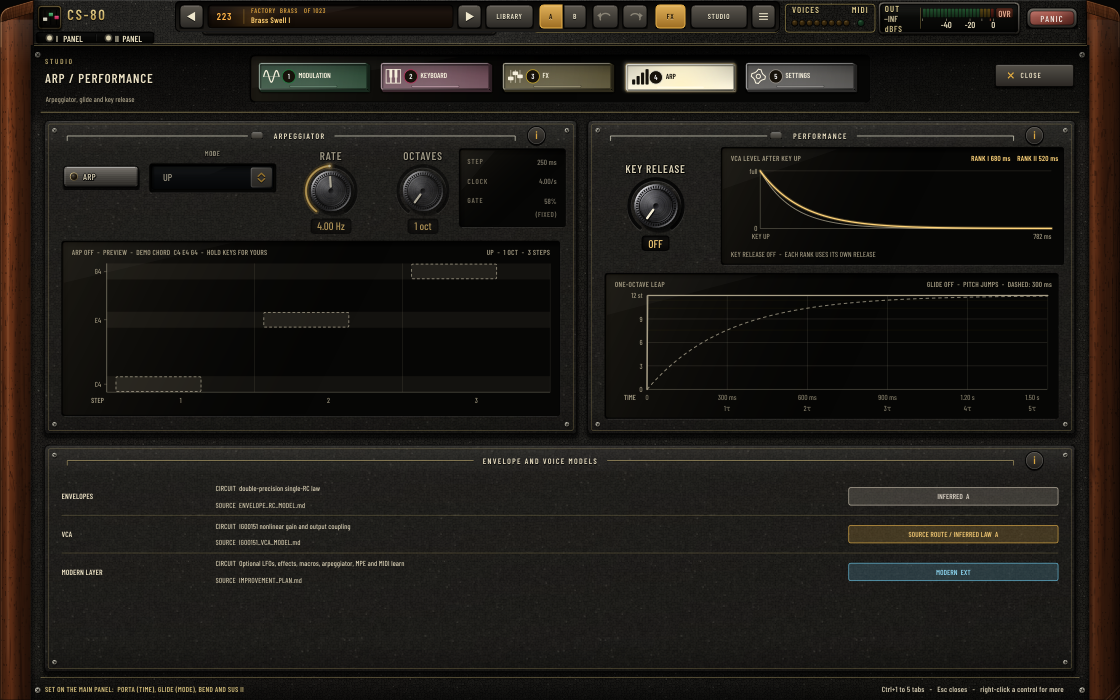 CS-80
223
FACTORY BRASS OF 1023
Brass Swell I
LIBRARY
A
B
FX
STUDIO
VOICES MIDI
OUT
-INF
dBFS
-40 -20 0
OVR
PANIC
I PANEL
II PANEL
STUDIO
ARP / PERFORMANCE
Arpeggiator, glide and key release
1 MODULATION
2 KEYBOARD
3 FX
4 ARP
5 SETTINGS
CLOSE
ARPEGGIATOR
i
ARP
MODE
UP
RATE
4.00 Hz
OCTAVES
1 oct
STEP 250 ms
CLOCK 4.00/s
GATE 58%
(FIXED)
ARP OFF - PREVIEW - DEMO CHORD C4 E4 G4 - HOLD KEYS FOR YOURS
UP - 1 OCT - 3 STEPS
G4
E4
C4
STEP 1 2 3
PERFORMANCE
i
KEY RELEASE
OFF
VCA LEVEL AFTER KEY UP
RANK I 680 ms RANK II 520 ms
full
0
KEY UP 782 ms
KEY RELEASE OFF - EACH RANK USES ITS OWN RELEASE
ONE-OCTAVE LEAP
GLIDE OFF - PITCH JUMPS - DASHED: 300 ms
12 st
9
6
3
0
TIME 0 300 ms 600 ms 900 ms 1.20 s 1.50 s
1τ 2τ 3τ 4τ 5τ
ENVELOPE AND VOICE MODELS
i
ENVELOPES
CIRCUIT double-precision single-RC law
SOURCE ENVELOPE_RC_MODEL.md
INFERRED A
VCA
CIRCUIT IG00151 nonlinear gain and output coupling
SOURCE IG00151_VCA_MODEL.md
SOURCE ROUTE / INFERRED LAW A
MODERN LAYER
CIRCUIT Optional LFOs, effects, macros, arpeggiator, MPE and MIDI learn
SOURCE IMPROVEMENT_PLAN.md
MODERN EXT
SET ON THE MAIN PANEL: PORTA (TIME), GLIDE (MODE), BEND AND SUS II
Ctrl+1 to 5 tabs - Esc closes - right-click a control for more